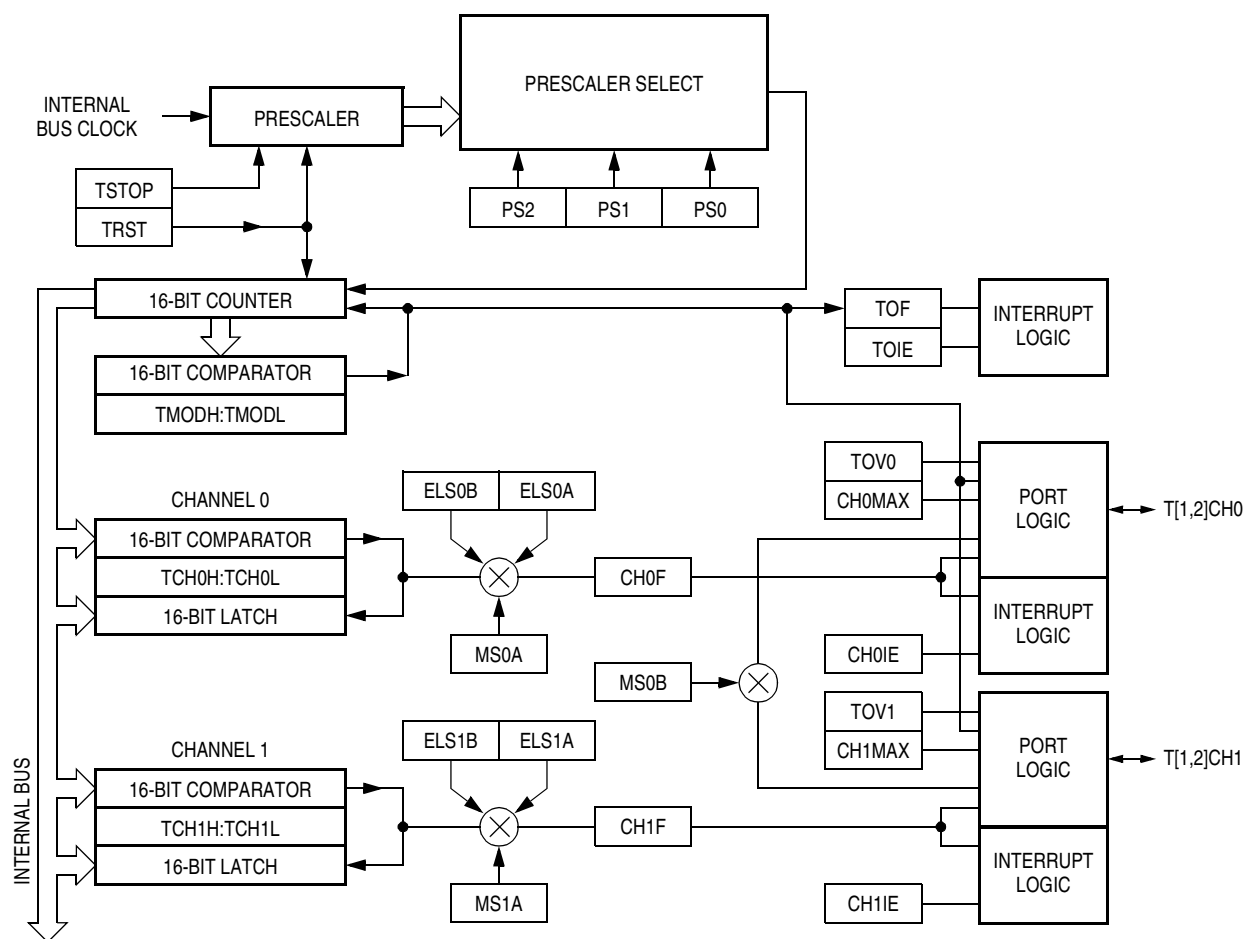 PRESCALER SELECT
INTERNAL
BUS CLOCK
PRESCALER
TSTOP
TRST
PS2 PS1 PS0
16-BIT COUNTER
TOF
TOIE
INTERRUPT
LOGIC
16-BIT COMPARATOR
TMODH:TMODL
CHANNEL 0
ELS0B ELS0A
TOV0
CH0MAX
PORT
LOGIC
T[1,2]CH0
16-BIT COMPARATOR
TCH0H:TCH0L
16-BIT LATCH
CH0F
MS0A
INTERRUPT
LOGIC
CH0IE
MS0B
CHANNEL 1
ELS1B ELS1A
TOV1
CH1MAX
PORT
LOGIC
T[1,2]CH1
16-BIT COMPARATOR
TCH1H:TCH1L
16-BIT LATCH
CH1F
MS1A
INTERRUPT
LOGIC
CH1IE
INTERNAL BUS